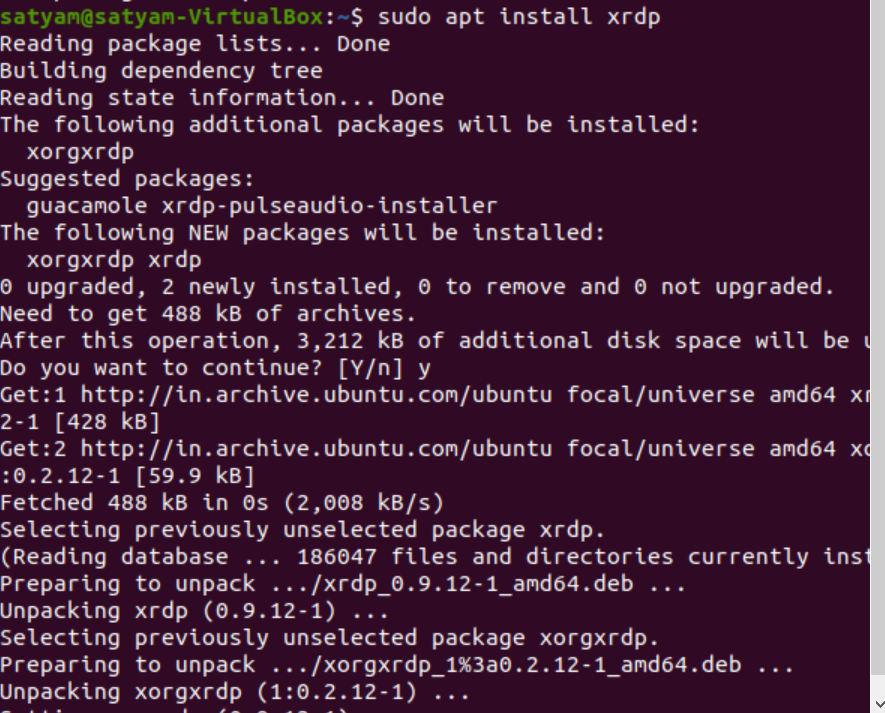 satyam@satyam-VirtualBox:~$ sudo apt install xrdp
Reading package lists... Done
Building dependency tree
Reading state information... Done
The following additional packages will be installed:
  xorgxrdp
Suggested packages:
  guacamole xrdp-pulseaudio-installer
The following NEW packages will be installed:
  xorgxrdp xrdp
0 upgraded, 2 newly installed, 0 to remove and 0 not upgraded.
Need to get 488 kB of archives.
After this operation, 3,212 kB of additional disk space will be
Do you want to continue? [Y/n] y
Get:1 http://in.archive.ubuntu.com/ubuntu focal/universe amd64
2-1 [428 kB]
Get:2 http://in.archive.ubuntu.com/ubuntu focal/universe amd64
:0.2.12-1 [59.9 kB]
Fetched 488 kB in 0s (2,008 kB/s)
Selecting previously unselected package xrdp.
(Reading database ... 186047 files and directories currently inst
Preparing to unpack .../xrdp_0.9.12-1_amd64.deb ...
Unpacking xrdp (0.9.12-1) ...
Selecting previously unselected package xorgxrdp.
Preparing to unpack .../xorgxrdp_1%3a0.2.12-1_amd64.deb ...
Unpacking xorgxrdp (1:0.2.12-1) ...